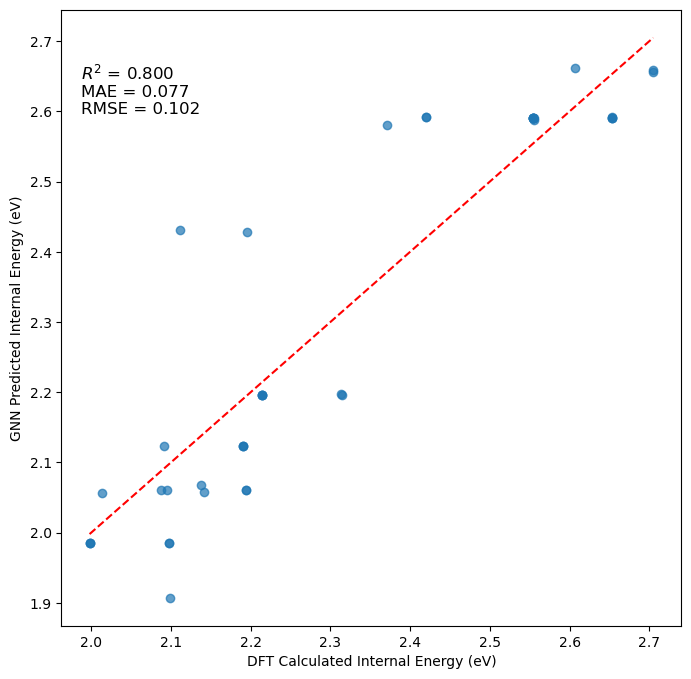 R² = 0.800
MAE = 0.077
RMSE = 0.102
2.7
2.6
2.5
2.4
2.3
2.2
2.1
2.0
1.9
GNN Predicted Internal Energy (eV)
2.0 2.1 2.2 2.3 2.4 2.5 2.6 2.7
DFT Calculated Internal Energy (eV)